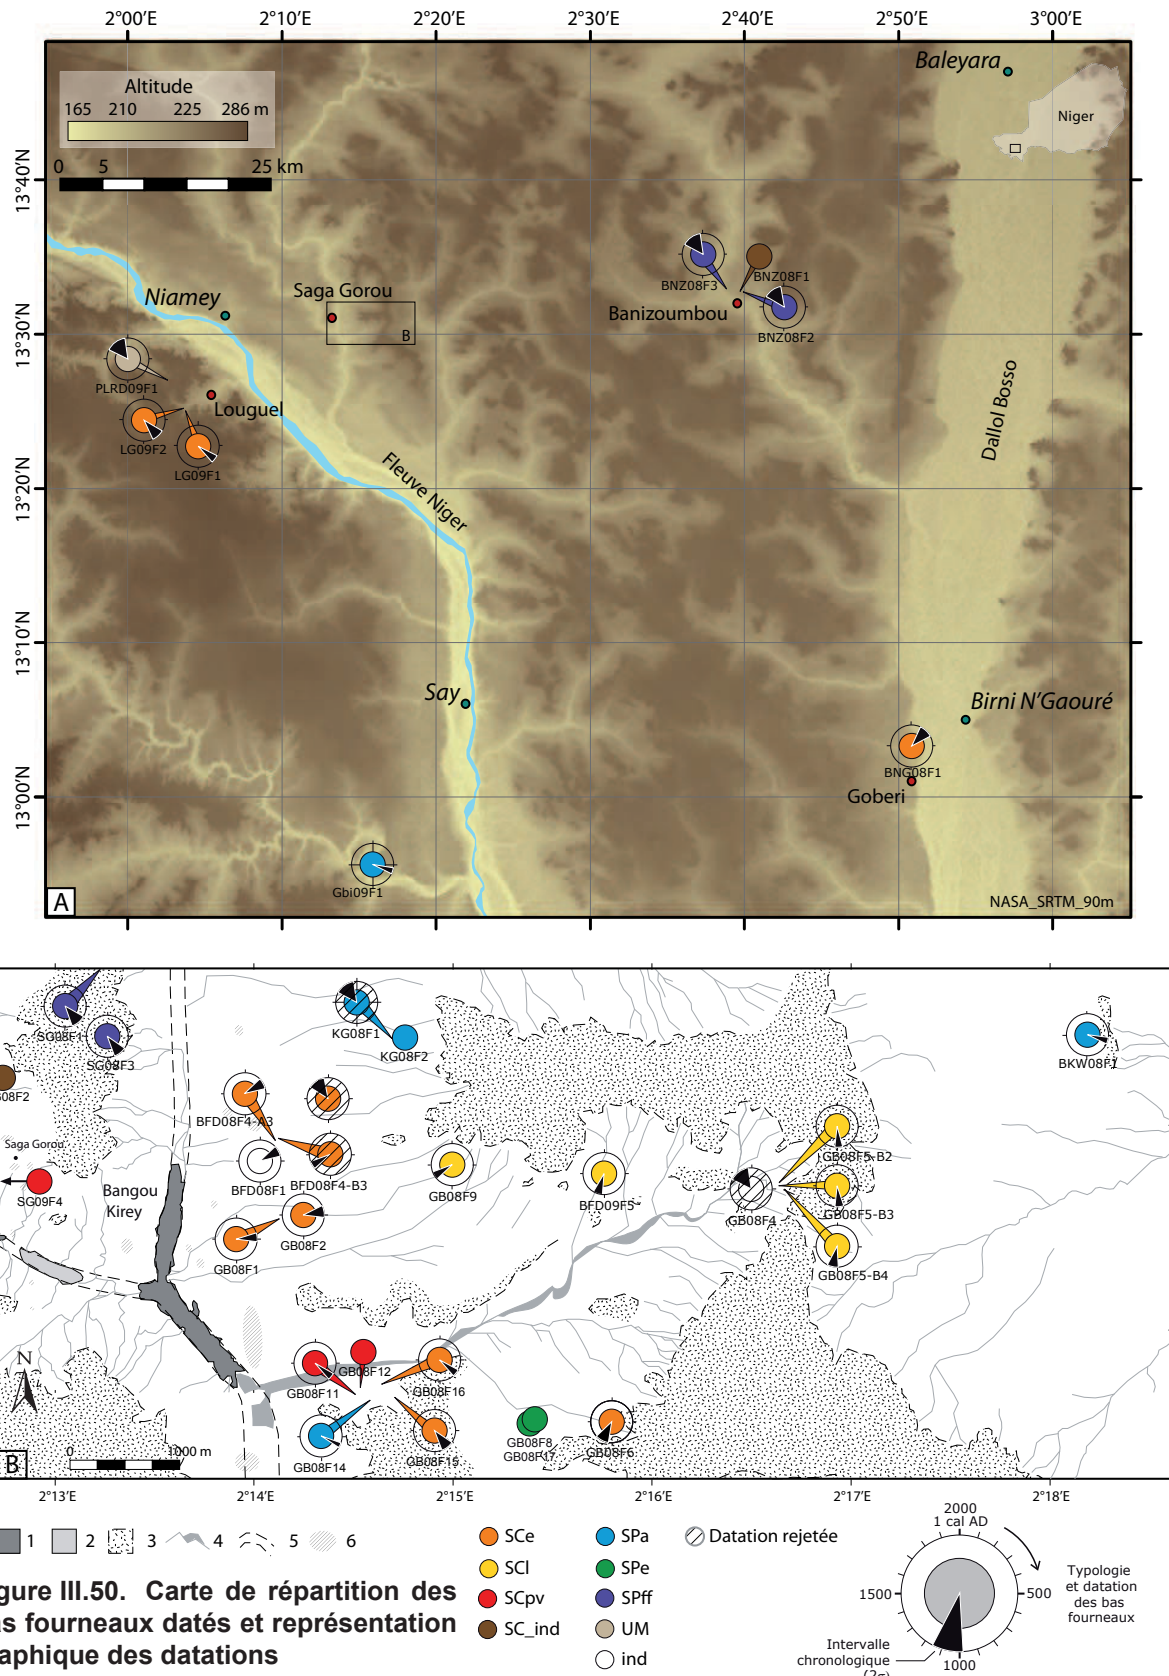 2°00′E 2°10′E 2°20′E 2°30′E 2°40′E 2°50′E 3°00′E
Baleyara
Altitude
165 210 225 286 m
Niger
0 5 25 km
13°40′N
BNZ08F3
BNZ08F1
Banizoumbou
BNZ08F2
Niamey
Saga Gorou
B
13°30′N
PLRD09F1
Louguel
LG09F2
LG09F1
Dallol Bosso
Fleuve Niger
13°20′N
13°10′N
Say
Birni N’Gaouré
BNG08F1
Goberi
13°00′N
Gbi09F1
A
NASA_SRTM_90m
SG08F1
SG08F3
08F2
KG08F1
KG08F2
BKW08F1
BFD08F4-A3
BFD08F1
BFD08F4-B3
GB08F9
BFD09F5
GB08F4
GB08F5-B2
GB08F5-B3
GB08F5-B4
Saga Gorou
SG09F4
Bangou
Kirey
GB08F2
GB08F1
N
GB08F11
GB08F12
GB08F16
GB08F14
GB08F15
GB08F8
GB08F17
GB08F6
B
0 1000 m
2°13′E 2°14′E 2°15′E 2°16′E 2°17′E 2°18′E
1 2 3 4 5 6
SCe
SCl
SCpv
SC_ind
SPa
SPe
SPff
UM
ind
Datation rejetée
2000
1 cal AD
500
1000
1500
Typologie
et datation
des bas
fourneaux
Intervalle
chronologique
(2σ)
gure III.50. Carte de répartition des
as fourneaux datés et représentation
aphique des datations